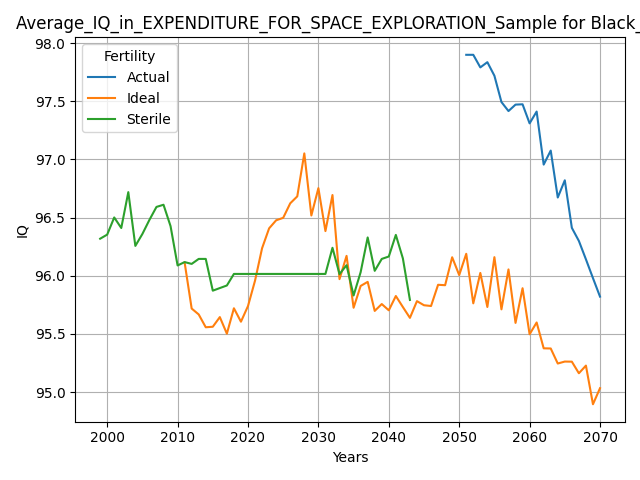 Average_IQ_in_EXPENDITURE_FOR_SPACE_EXPLORATION_Sample for Black_
98.0
97.5
97.0
96.5
96.0
95.5
95.0
IQ
Fertility
Actual
Ideal
Sterile
2000 2010 2020 2030 2040 2050 2060 2070
Years